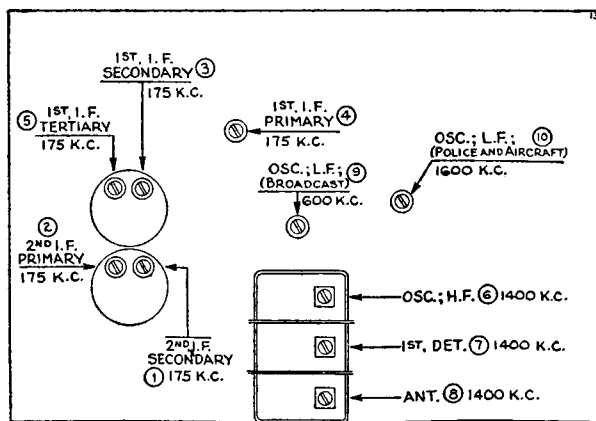 1ST, I.F.
SECONDARY ③
175 K.C.
⑤ 1ST, I.F.
TERTIARY
175 K.C.
1ST, I.F.
PRIMARY ④
175 K.C.
OSC.; L.F.; ⑩
(POLICE AND AIRCRAFT)
1600 K.C.
OSC.; L.F.;
(BROADCAST) ⑨
600 K.C.
②
2ND I.F.
PRIMARY
175 K.C.
2ND I.F.
SECONDARY
① 175 K.C.
OSC.; H.F. ⑥ 1400 K.C.
1ST, DET. ⑦ 1400 K.C.
ANT. ⑧ 1400 K.C.